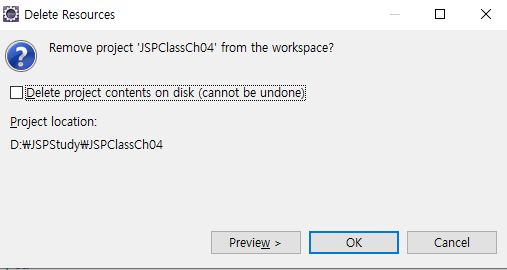 Delete Resources
Remove project 'JSPClassCh04' from the workspace?
Delete project contents on disk (cannot be undone)
Project location:
D:₩JSPStudy₩JSPClassCh04
Preview >
OK
Cancel